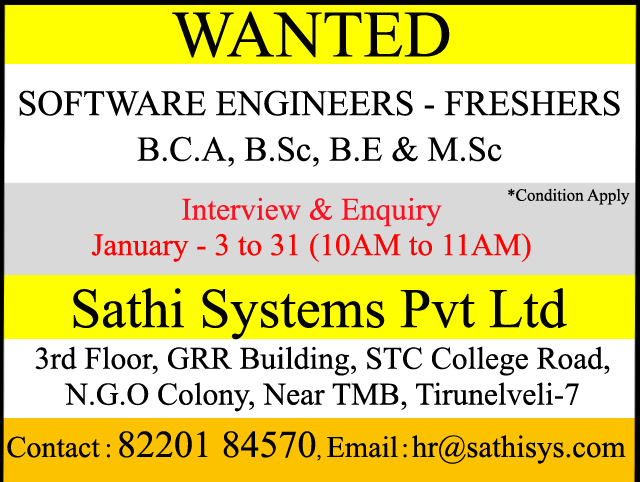 WANTED
SOFTWARE ENGINEERS - FRESHERS
B.C.A, B.Sc, B.E & M.Sc
*Condition Apply
Interview & Enquiry
January - 3 to 31 (10AM to 11AM)
Sathi Systems Pvt Ltd
3rd Floor, GRR Building, STC College Road,
N.G.O Colony, Near TMB, Tirunelveli-7
Contact : 82201 84570, Email : hr@sathisys.com